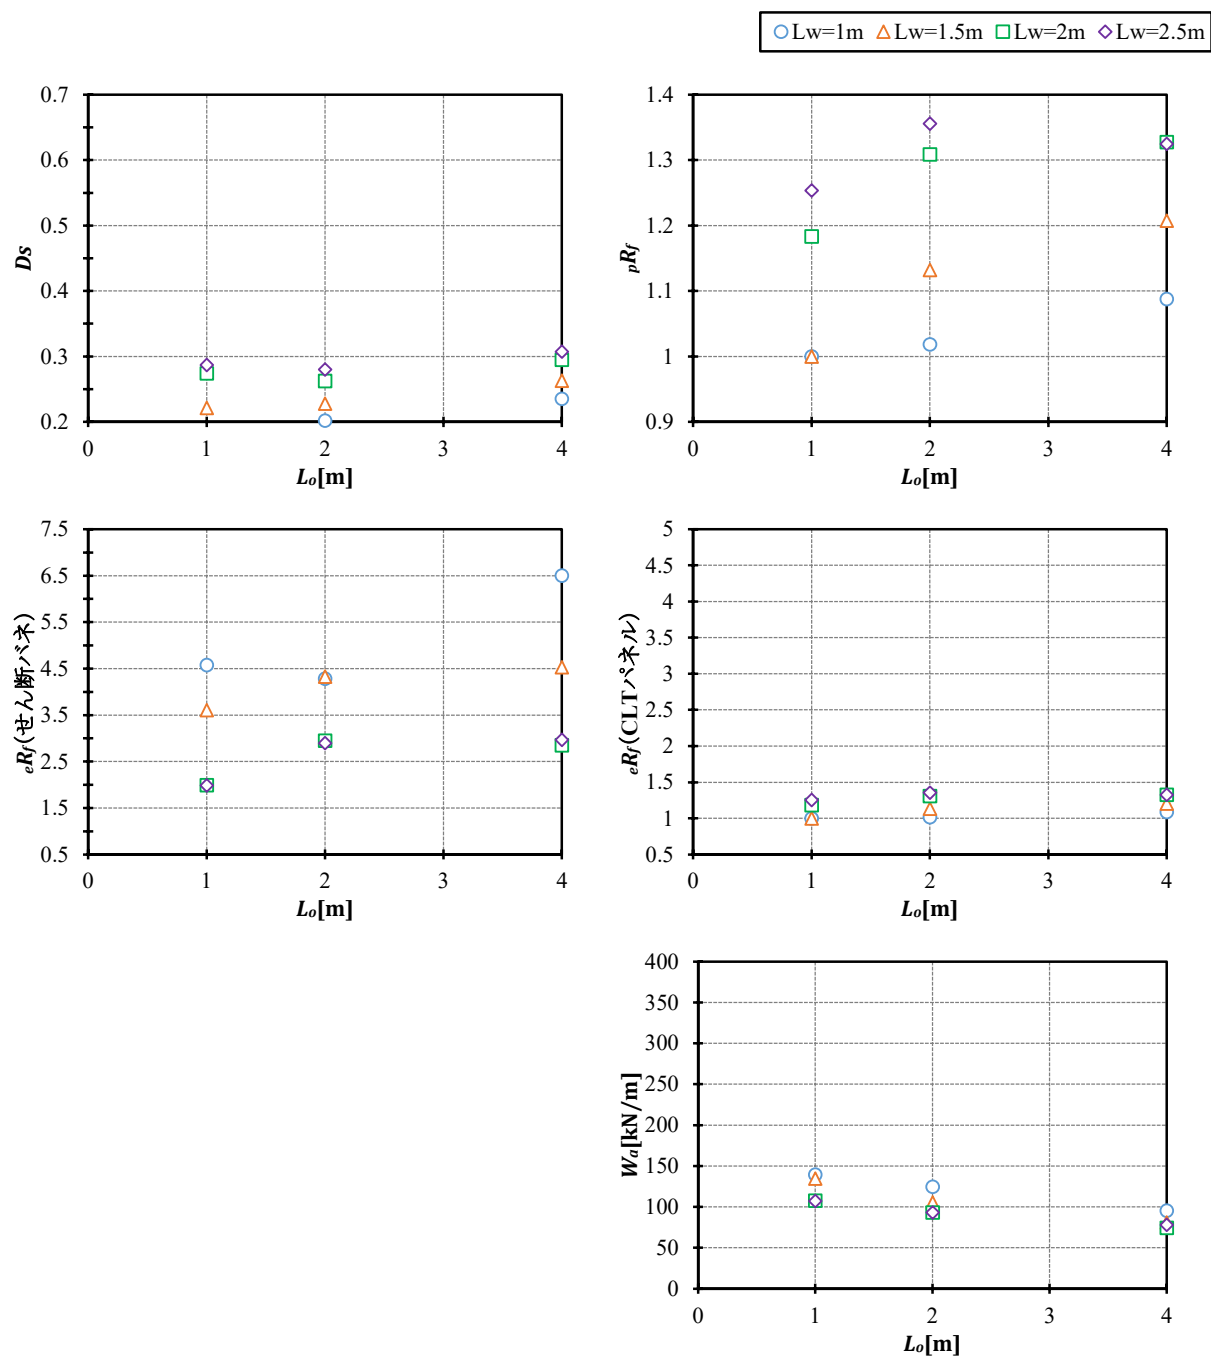 Lw=1m Lw=1.5m Lw=2m Lw=2.5m
0.7
0.6
0.5
0.4
0.3
0.2
Ds
0 1 2 3 4
Lo[m]
1.4
1.3
1.2
1.1
1
0.9
pRf
0 1 2 3 4
Lo[m]
7.5
6.5
5.5
4.5
3.5
2.5
1.5
0.5
eRf(せん断バネ)
0 1 2 3 4
Lo[m]
5
4.5
4
3.5
3
2.5
2
1.5
1
0.5
eRf(CLTパネル)
0 1 2 3 4
Lo[m]
400
350
300
250
200
150
100
50
0
Wa[kN/m]
0 1 2 3 4
Lo[m]